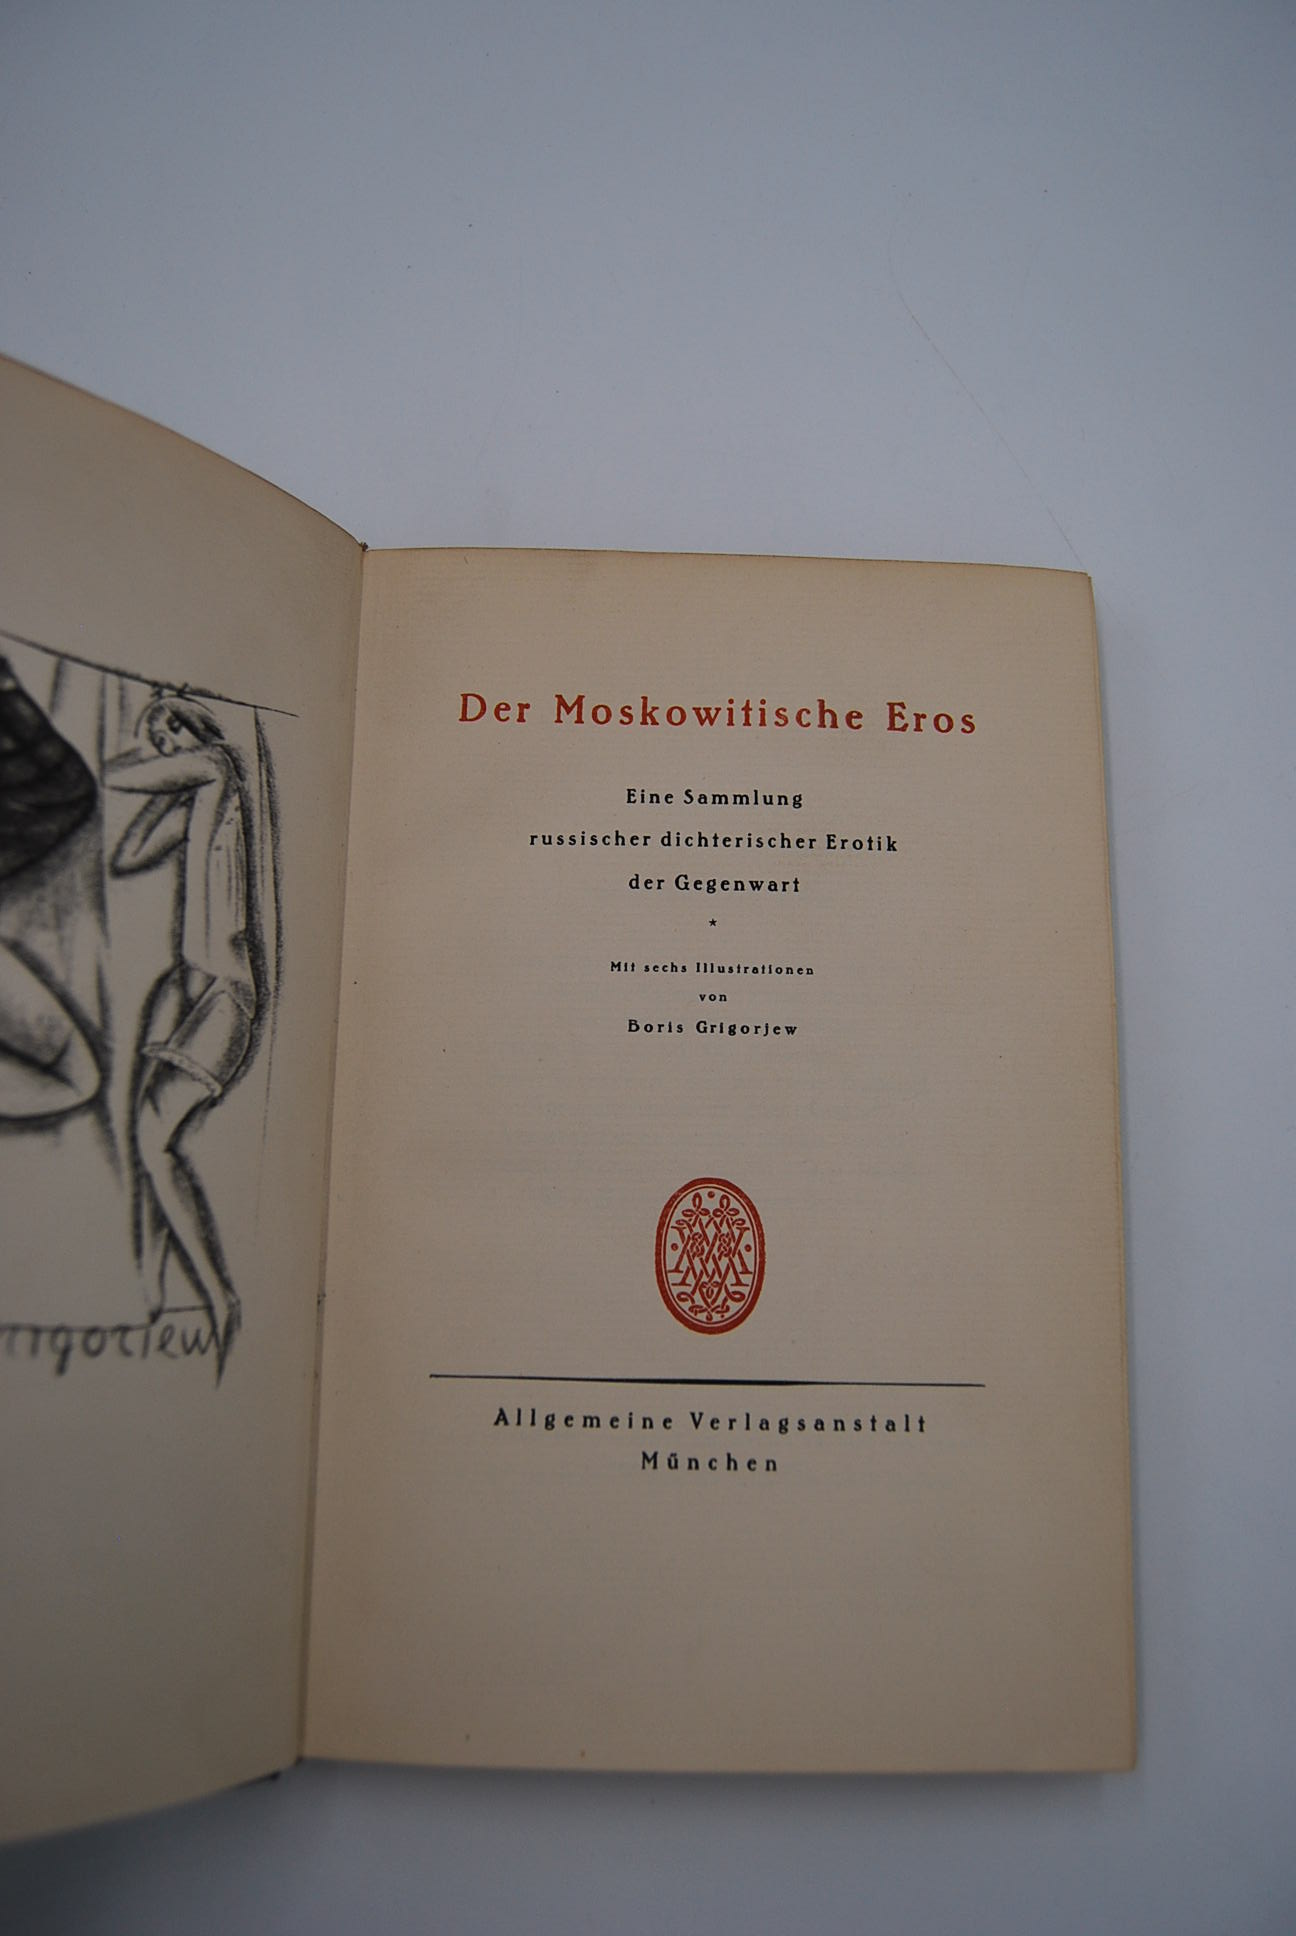 Der Moskowitische Eros
Eine Sammlung
russischer dichterischer Erotik
der Gegenwart
*
Mit sechs Illustrationen
von
Boris Grigorjew
Allgemeine Verlagsanstalt
München